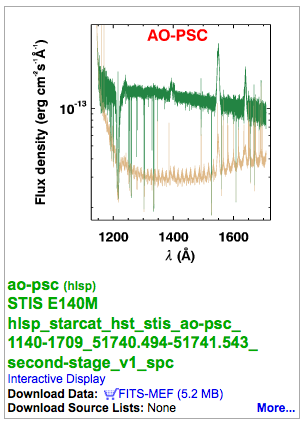 AO-PSC
Flux density (erg cm⁻²s⁻¹Å⁻¹)
10⁻¹³
1200 1400 1600
λ (Å)
ao-psc (hlsp)
STIS E140M
hlsp_starcat_hst_stis_ao-psc_
1140-1709_51740.494-51741.543_
second-stage_v1_spc
Interactive Display
Download Data: FITS-MEF (5.2 MB)
Download Source Lists: None More...